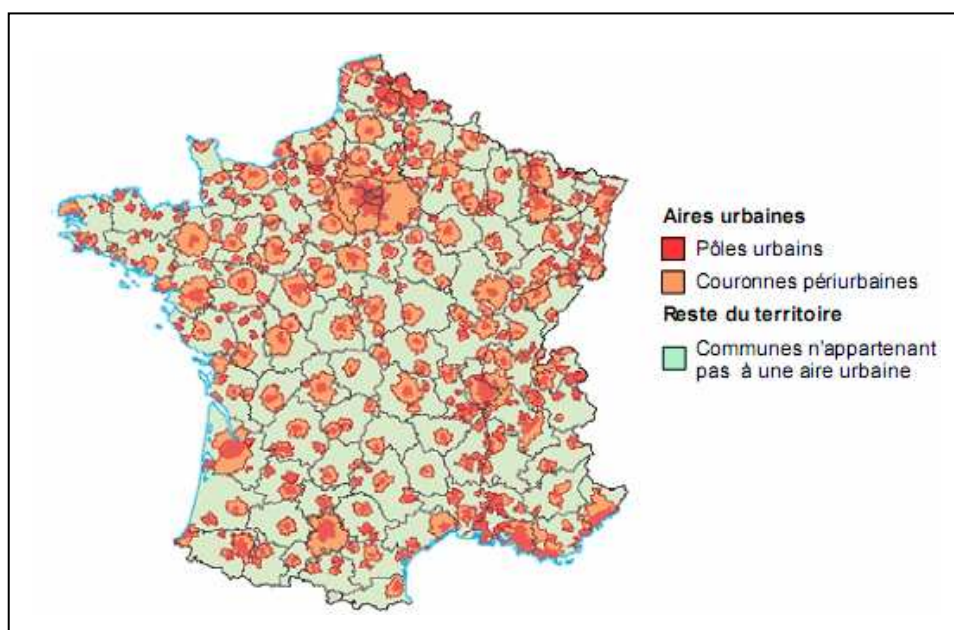 Aires urbaines
Pôles urbains
Couronnes périurbaines
Reste du territoire
Communes n'appartenant
pas à une aire urbaine